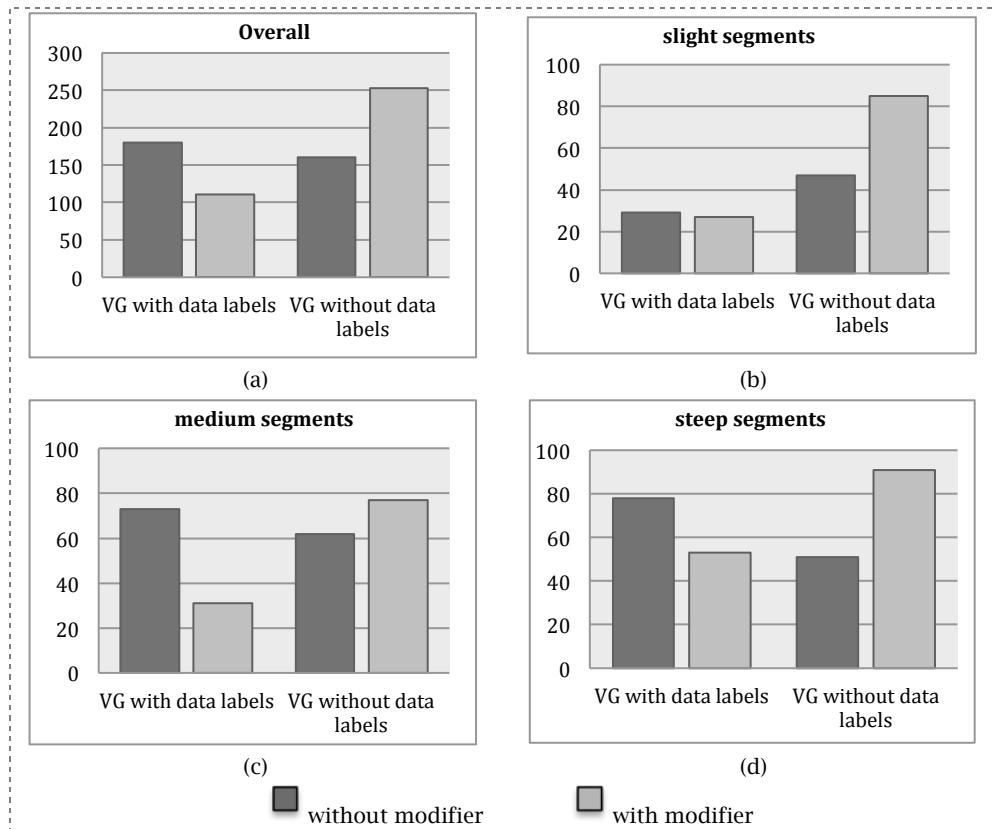 Overall
300
250
200
150
100
50
0
VG with data labels
VG without data
labels
(a)
slight segments
100
80
60
40
20
0
VG with data labels
VG without data
labels
(b)
medium segments
100
80
60
40
20
0
VG with data labels
VG without data
labels
(c)
steep segments
100
80
60
40
20
0
VG with data labels
VG without data
labels
(d)
without modifier
with modifier